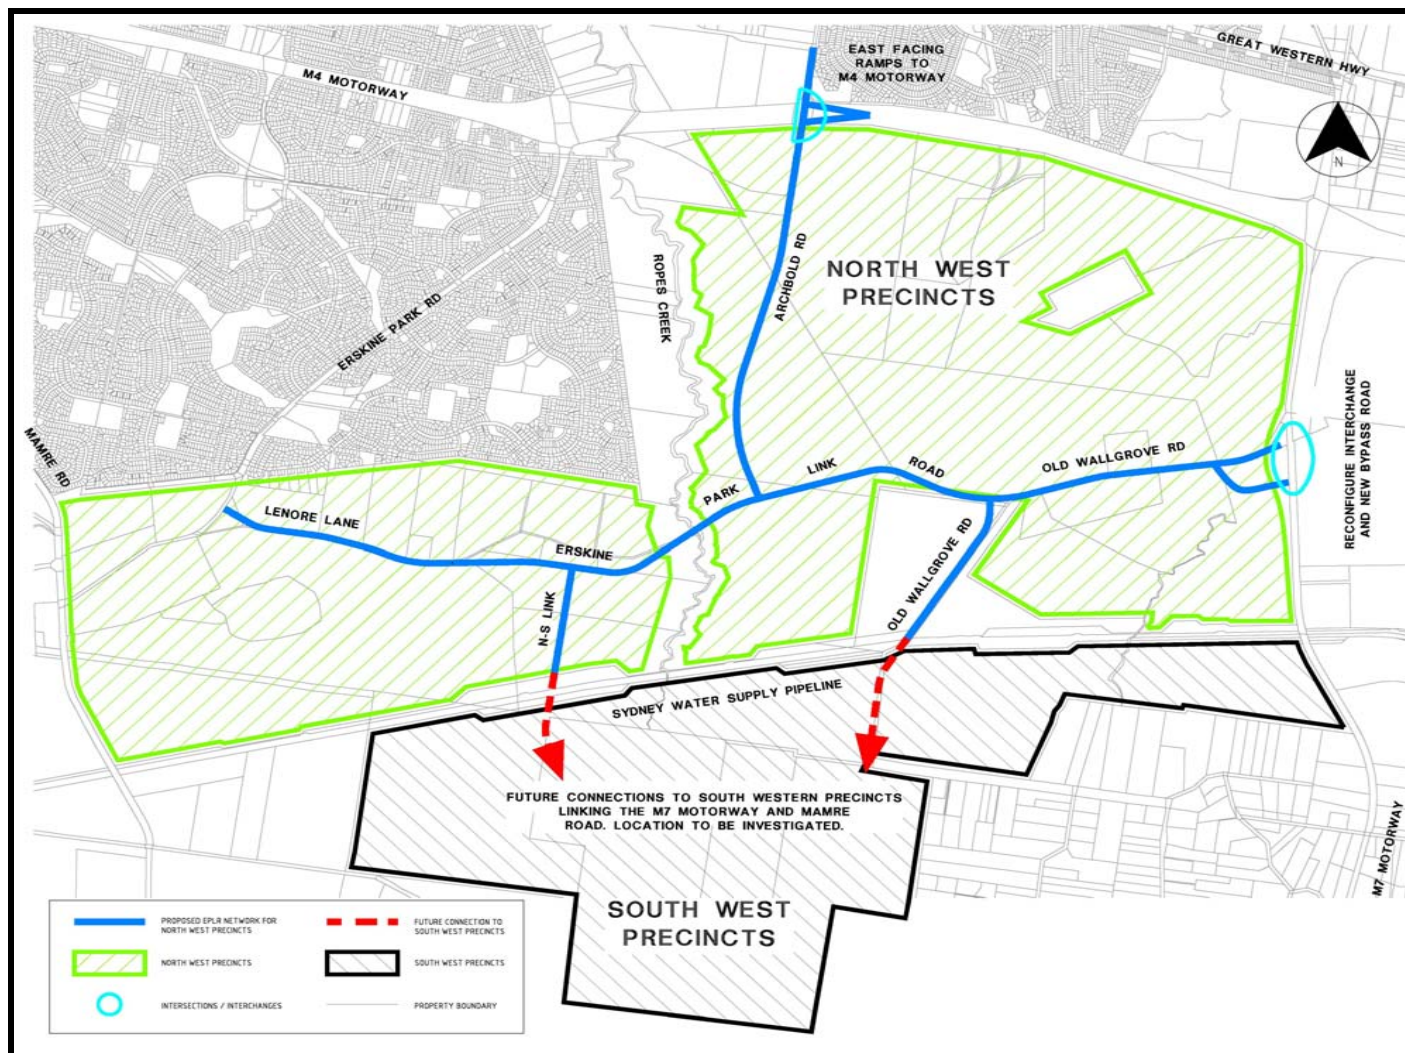 EAST FACING
RAMPS TO
M4 MOTORWAY
GREAT WESTERN HWY
M4 MOTORWAY
N
ROPES CREEK
ARCHBOLD RD
NORTH WEST
PRECINCTS
ERSKINE PARK RD
MAMRE RD
RECONFIGURE INTERCHANGE
AND NEW BYPASS ROAD
LENORE LANE
ERSKINE
PARK
LINK
ROAD
OLD WALLGROVE RD
OLD WALLGROVE RD
N-S LINK
SYDNEY WATER SUPPLY PIPELINE
FUTURE CONNECTIONS TO SOUTH WESTERN PRECINCTS
LINKING THE M7 MOTORWAY AND MAMRE
ROAD. LOCATION TO BE INVESTIGATED.
M7 MOTORWAY
SOUTH WEST
PRECINCTS
PROPOSED EPLR NETWORK FOR
NORTH WEST PRECINCTS
FUTURE CONNECTION TO
SOUTH WEST PRECINCTS
NORTH WEST PRECINCTS
SOUTH WEST PRECINCTS
INTERSECTIONS / INTERCHANGES
PROPERTY BOUNDARY